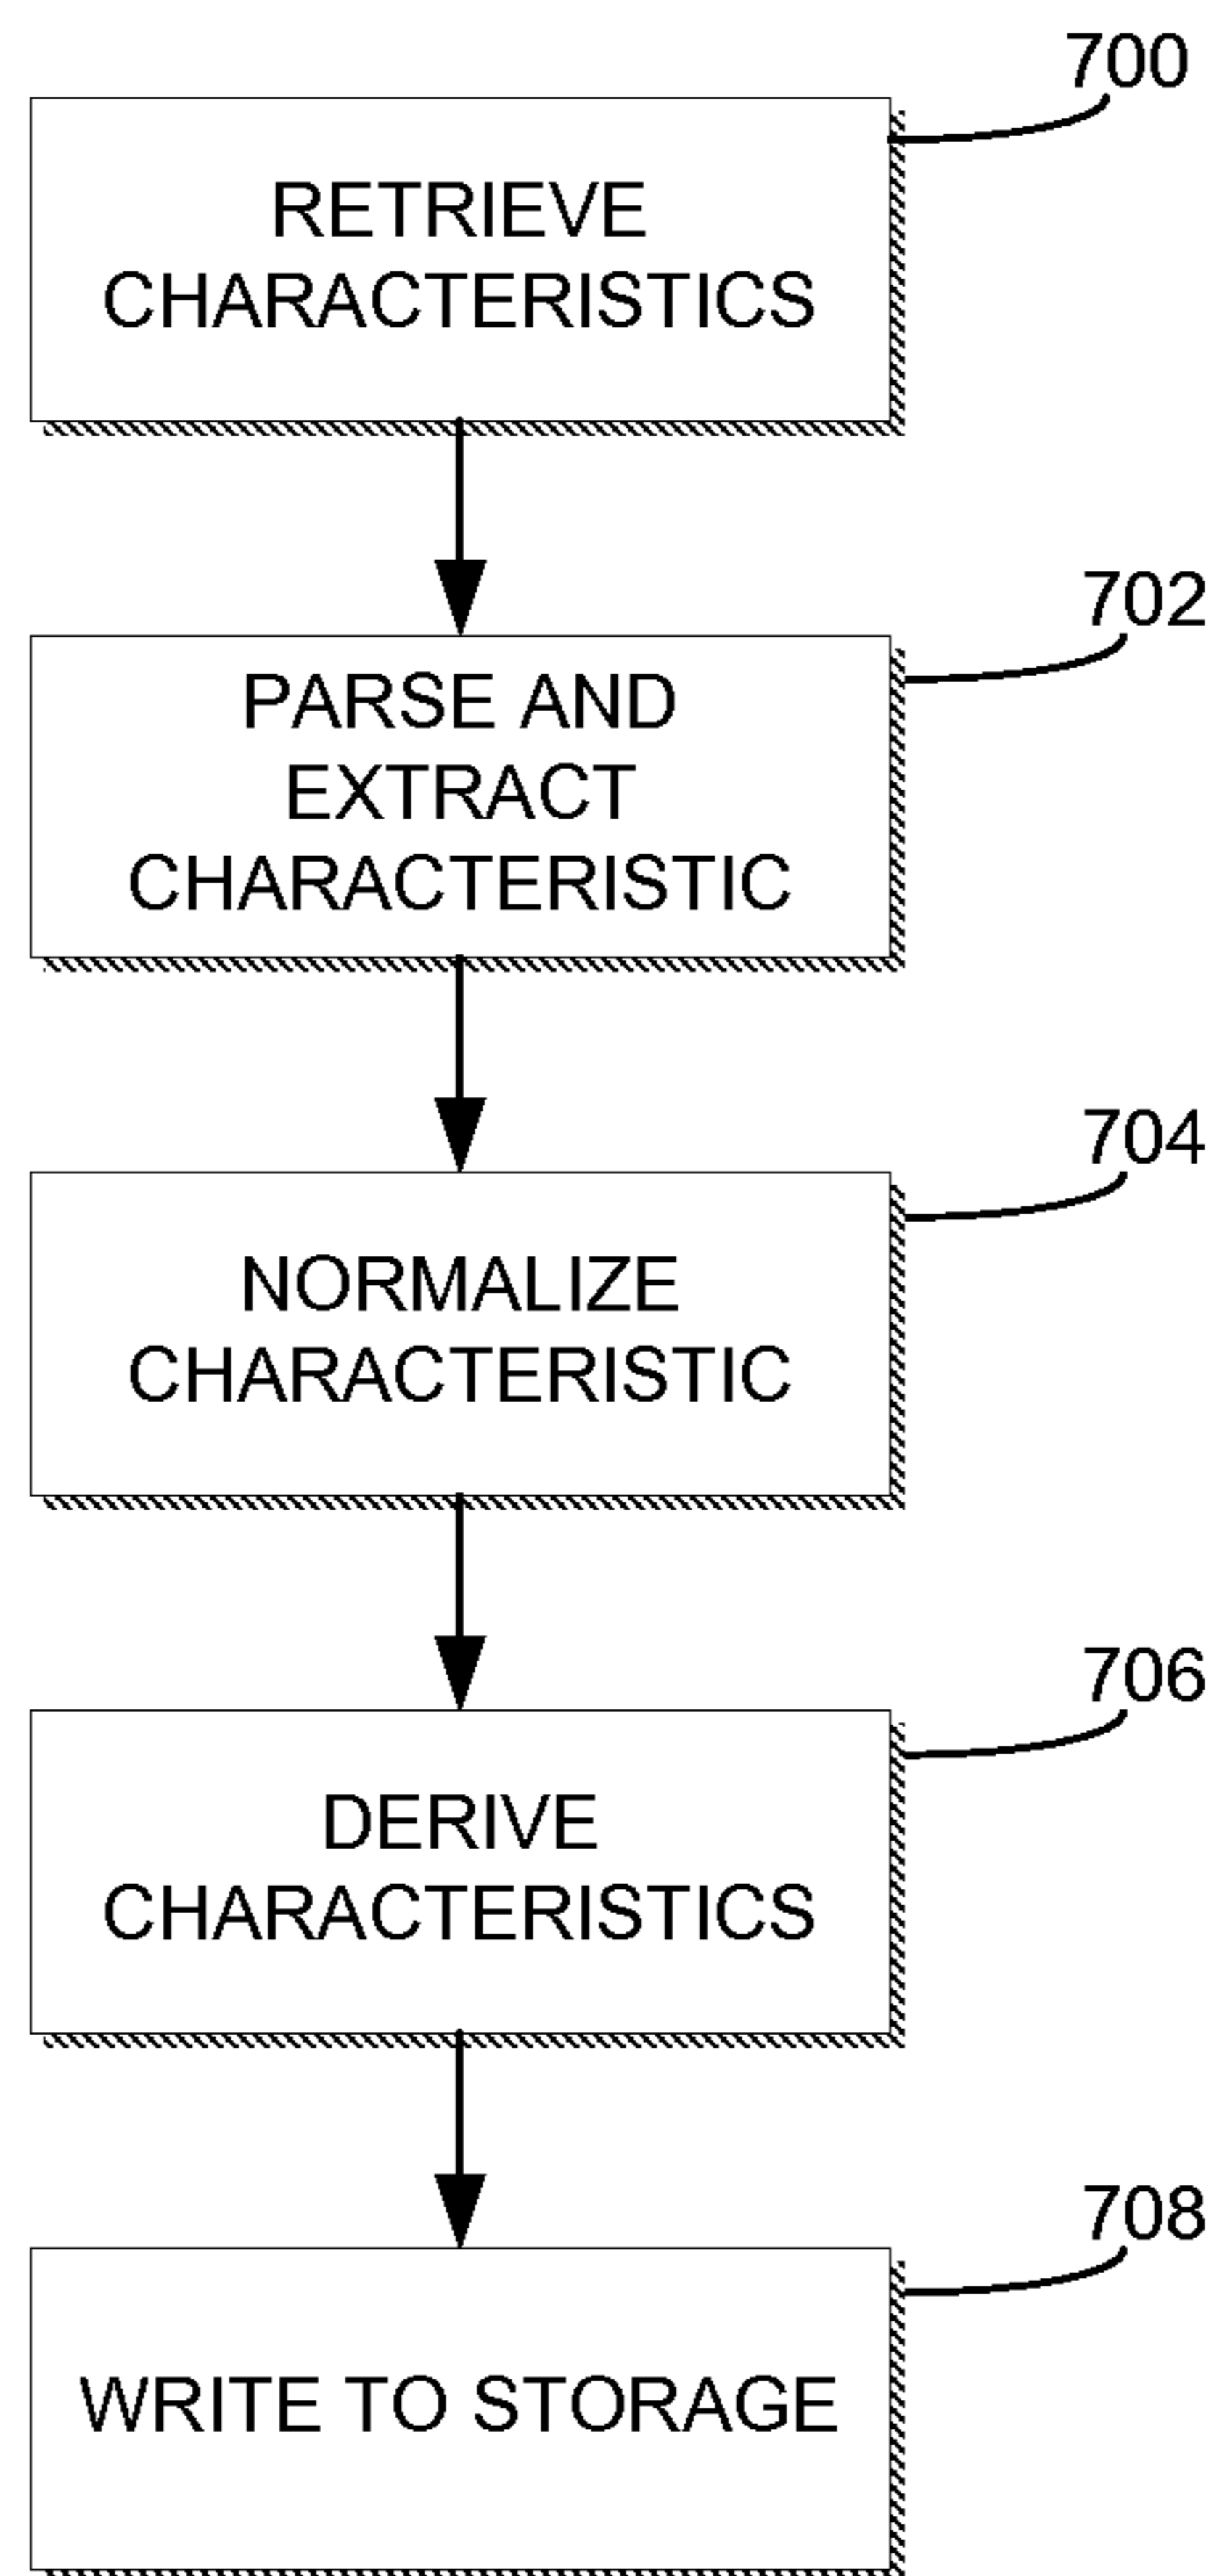 700
RETRIEVE
CHARACTERISTICS
702
PARSE AND
EXTRACT
CHARACTERISTIC
704
NORMALIZE
CHARACTERISTIC
706
DERIVE
CHARACTERISTICS
708
WRITE TO STORAGE